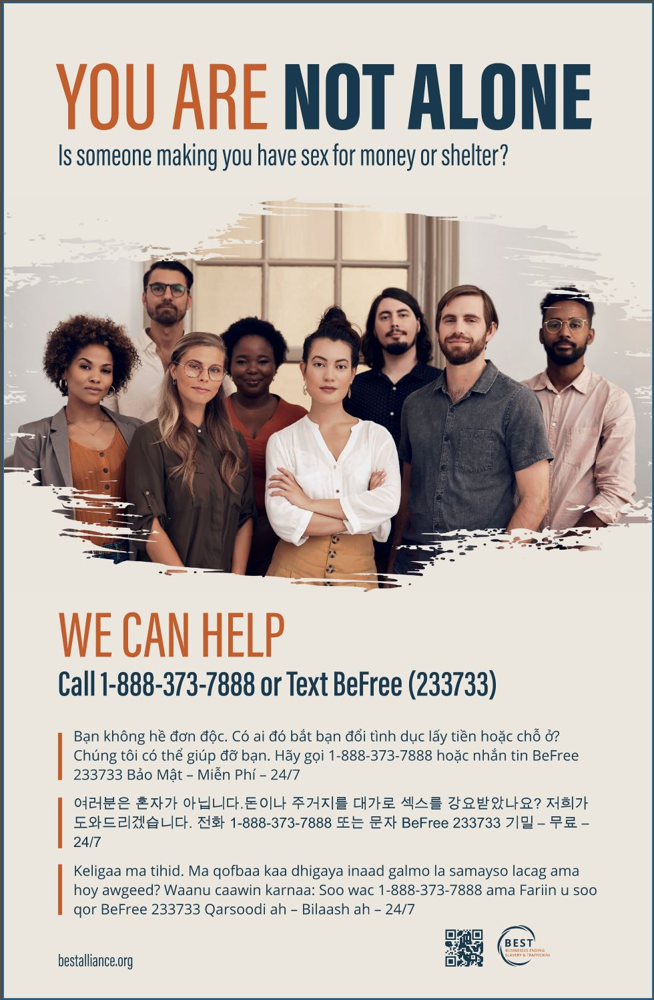 YOU ARE NOT ALONE
Is someone making you have sex for money or shelter?
WE CAN HELP
Call 1-888-373-7888 or Text BeFree (233733)
Bạn không hề đơn độc. Có ai đó bắt bạn đổi tình dục lấy tiền hoặc chỗ ở?
Chúng tôi có thể giúp đỡ bạn. Hãy gọi 1-888-373-7888 hoặc nhắn tin BeFree
233733 Bảo Mật – Miễn Phí – 24/7
여러분은 혼자가 아닙니다.돈이나 주거지를 대가로 섹스를 강요받았나요? 저희가
도와드리겠습니다. 전화 1-888-373-7888 또는 문자 BeFree 233733 기밀 – 무료 –
24/7
Keligaa ma tihid. Ma qofbaa kaa dhigaya inaad galmo la samayso lacag ama
hoy awgeed? Waanu caawin karnaa: Soo wac 1-888-373-7888 ama Fariin u soo
qor BeFree 233733 Qarsoodi ah – Bilaash ah – 24/7
bestalliance.org
BEST
BUSINESSES ENDING
SLAVERY & TRAFFICKIN